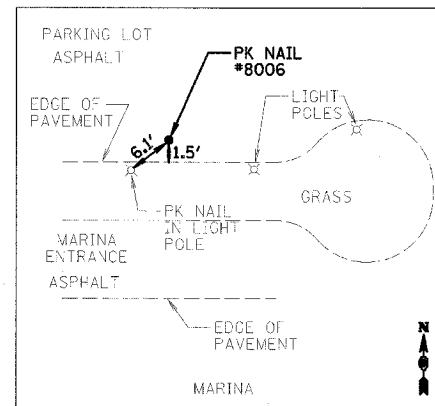 PARKING LOT
ASPHALT
PK NAIL
#8006
EDGE OF
PAVEMENT
LIGHT
POLES
6.1'
1.5'
GRASS
PK NAIL
IN LIGHT
POLE
MARINA
ENTRANCE
ASPHALT
EDGE OF
PAVEMENT
MARINA
N